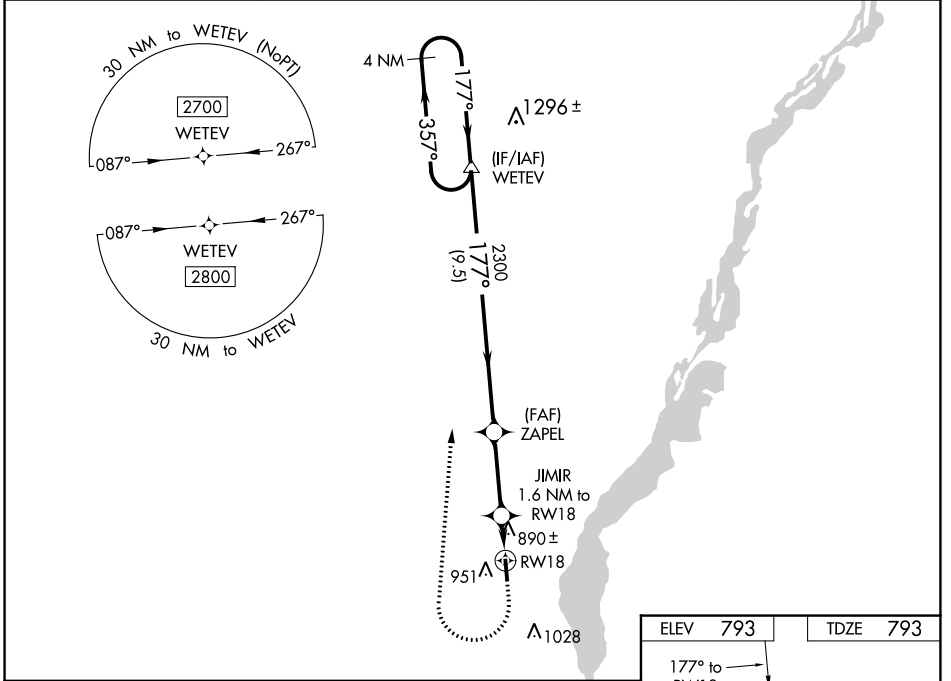 30 NM to WETEV (NoPT)
2700
WETEV
087°
267°
087°
267°
WETEV
2800
30 NM to WETEV
4 NM
177°
357°
1296 ±
(IF/IAF)
WETEV
2300
177°
(9.5)
(FAF)
ZAPEL
JIMIR
1.6 NM to
RW18
890 ±
RW18
951
1028
ELEV 793
TDZE 793
177° to